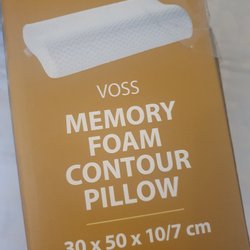 VOSS
MEMORY
FOAM
CONTOUR
PILLOW
30 x 50 x 10/7 cm